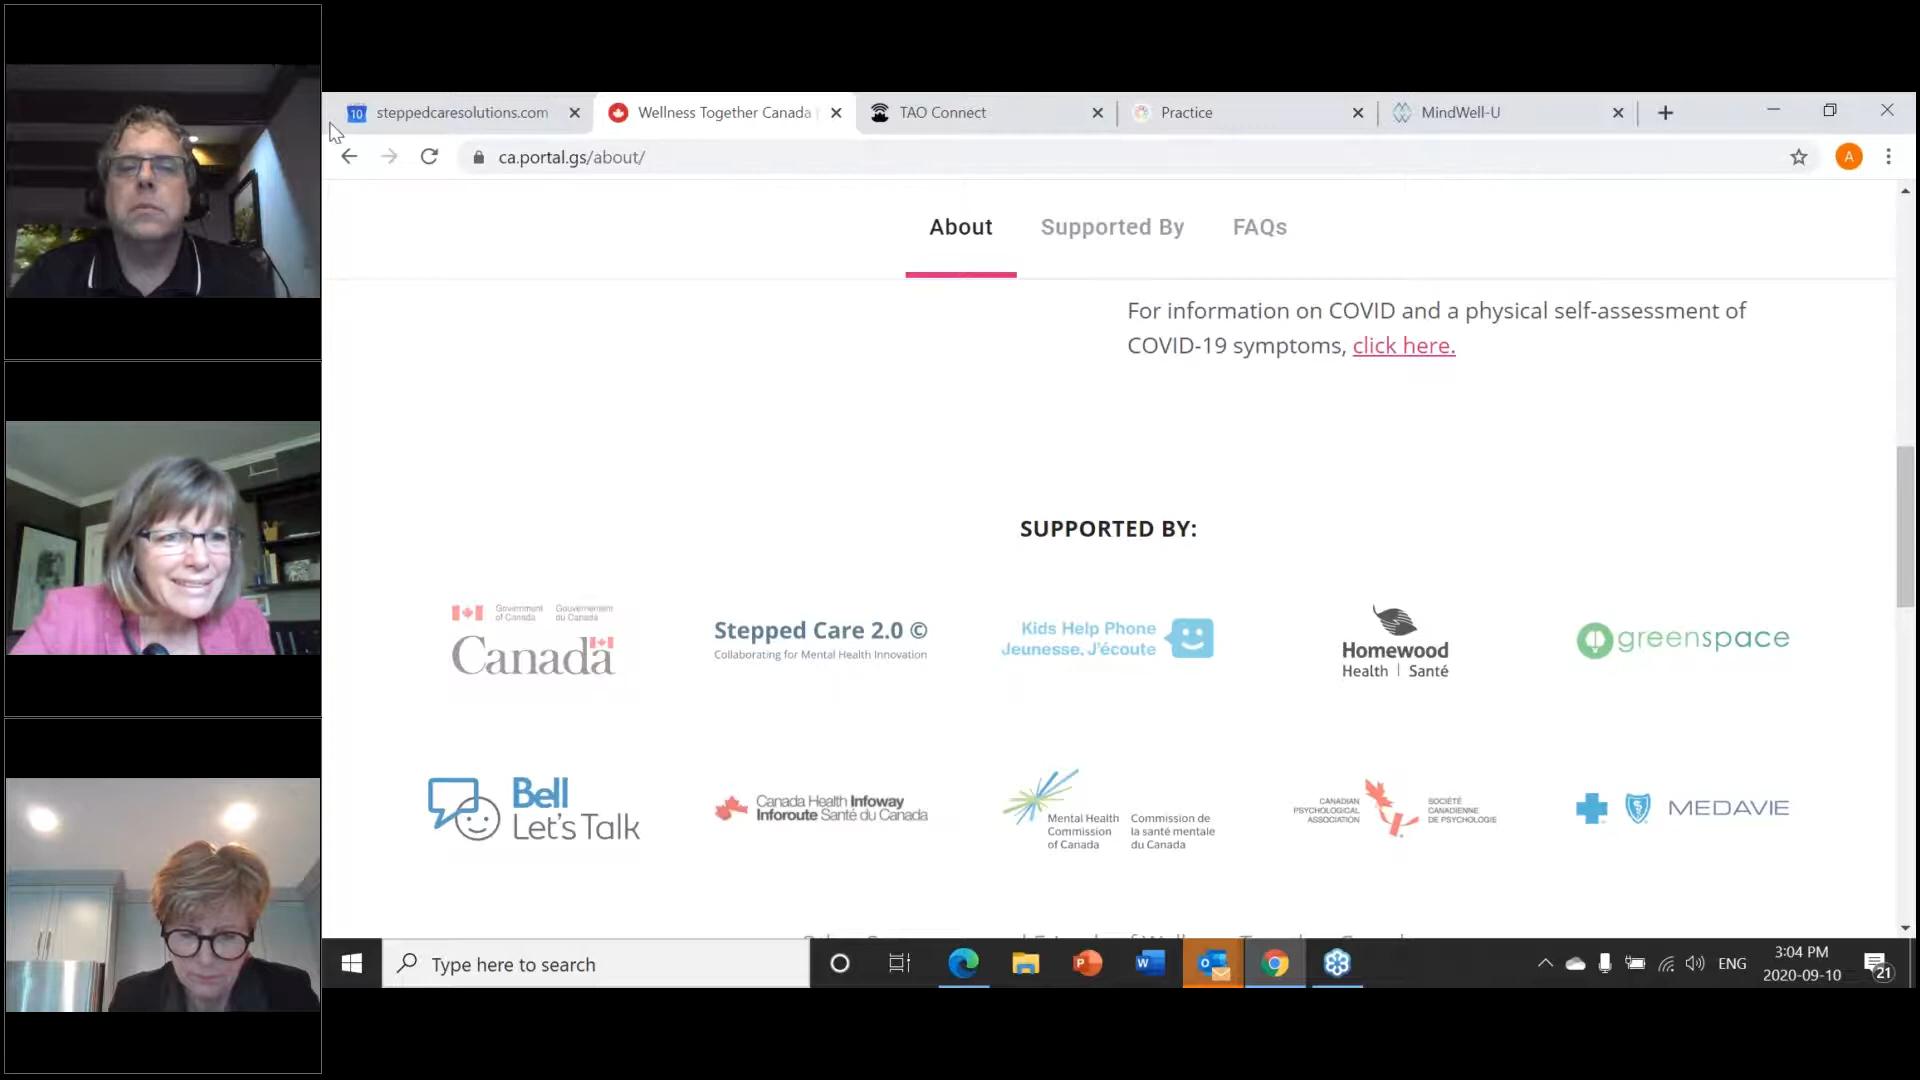 10 steppedcaresolutions.com
Wellness Together Canada
TAO Connect
Practice
MindWell-U
ca.portal.gs/about/
A
About
Supported By
FAQs
For information on COVID and a physical self-assessment of
COVID-19 symptoms, click here.
SUPPORTED BY:
Government
of Canada
Gouvernement
du Canada
Canada
Stepped Care 2.0 ©
Collaborating for Mental Health Innovation
Kids Help Phone
Jeunesse, J'écoute
Homewood
Health | Santé
greenspace
Bell
Let's Talk
Canada Health Infoway
Inforoute Santé du Canada
Mental Health
Commission
of Canada
Commission de
la santé mentale
du Canada
CANADIAN
PSYCHOLOGICAL
ASSOCIATION
SOCIÉTÉ
CANADIENNE
DE PSYCHOLOGIE
MEDAVIE
Type here to search
ENG
3:04 PM
2020-09-10
21